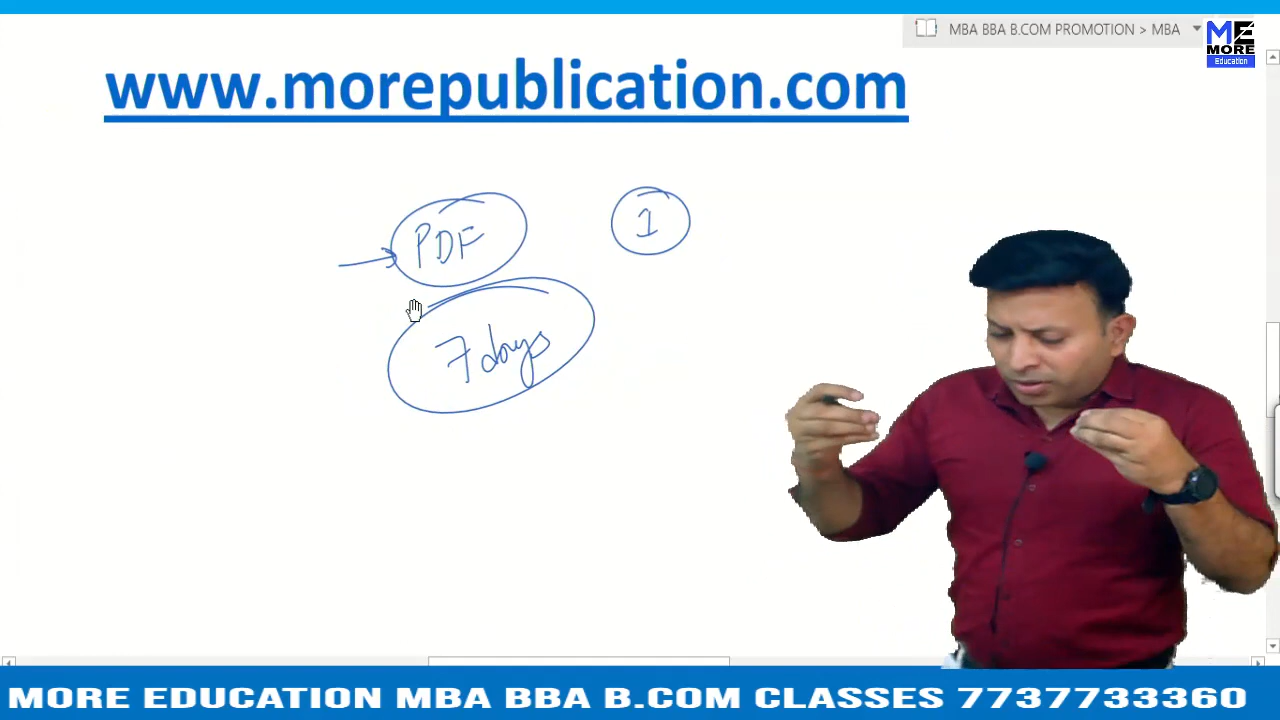 MBA BBA B.COM PROMOTION > MBA
ME
MORE
Education
www.morepublication.com
PDF
1
7 days
MORE EDUCATION MBA BBA B.COM CLASSES 7737733360